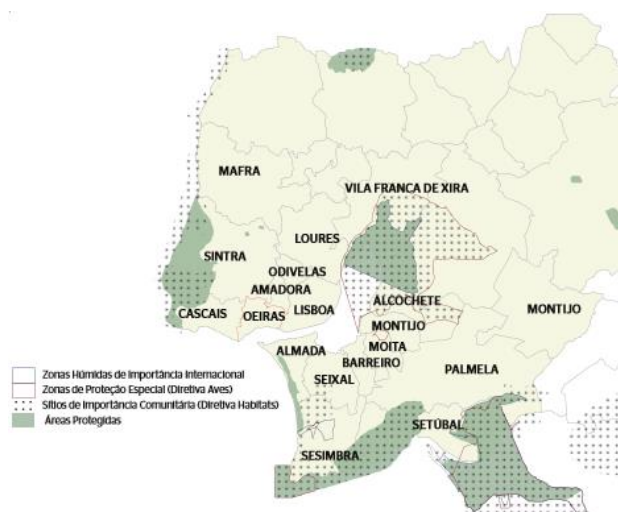 MAFRA
VILA FRANCA DE XIRA
LOURES
SINTRA
ODIVELAS
AMADORA
ALCOCHETE
CASCAIS
OEIRAS
LISBOA
MONTIJO
MONTIJO
ALMADA
MOITA
BARREIRO
PALMELA
SEIXAL
SETÚBAL
SESIMBRA
Zonas Húmidas de Importância Internacional
Zonas de Proteção Especial (Diretiva Aves)
Sítios de Importância Comunitária (Diretiva Habitats)
Áreas Protegidas